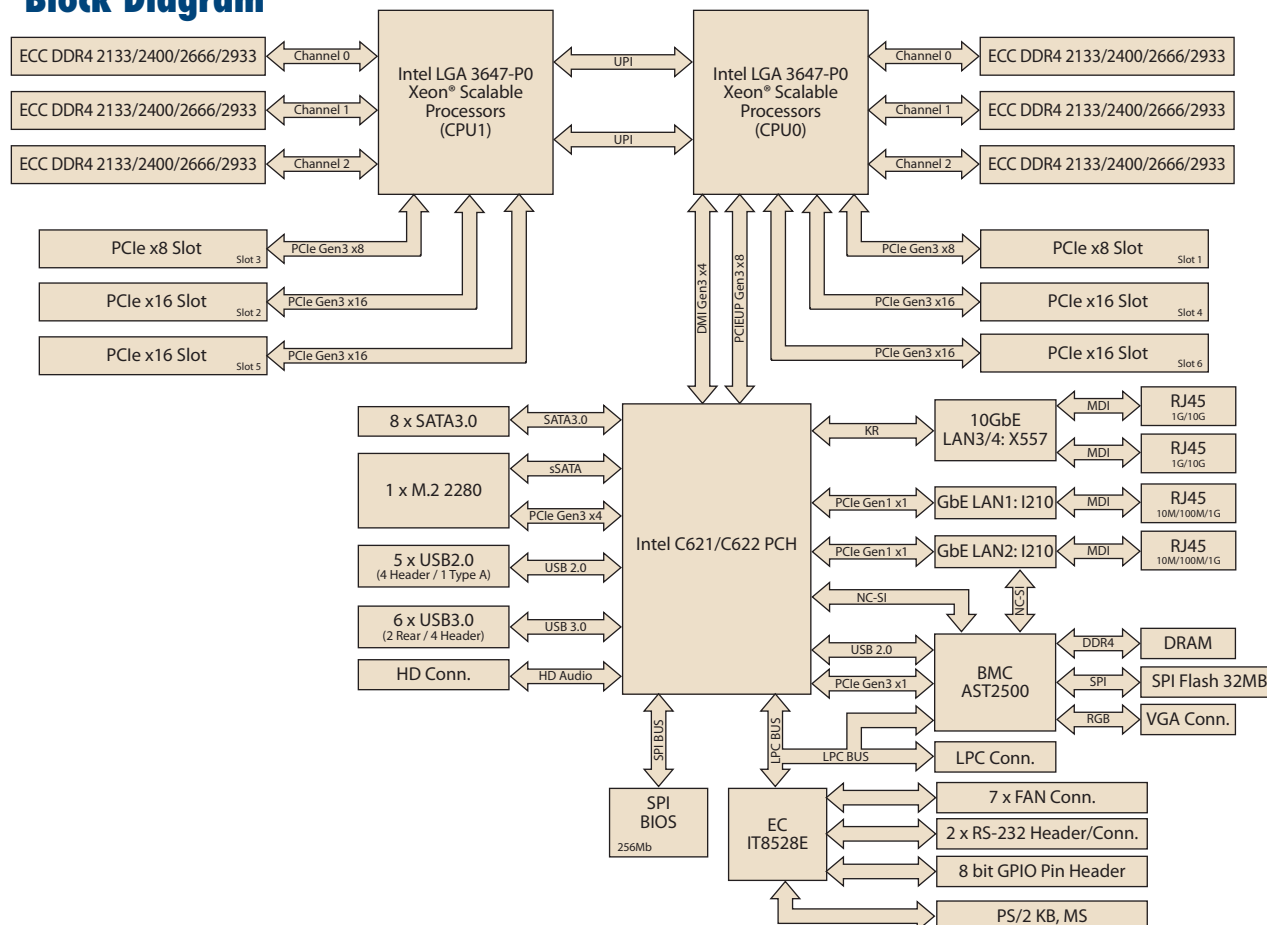 Block Diagram
ECC DDR4 2133/2400/2666/2933
Channel 0
Intel LGA 3647-P0
Xeon® Scalable
Processors
(CPU1)
UPI
Intel LGA 3647-P0
Xeon® Scalable
Processors
(CPU0)
Channel 0
ECC DDR4 2133/2400/2666/2933
ECC DDR4 2133/2400/2666/2933
Channel 1
Channel 1
ECC DDR4 2133/2400/2666/2933
UPI
ECC DDR4 2133/2400/2666/2933
Channel 2
Channel 2
ECC DDR4 2133/2400/2666/2933
PCIe x8 Slot
Slot 3
PCIe Gen3 x8
DMI Gen3 x4
PCIEUP Gen3 x8
PCIe Gen3 x8
PCIe x8 Slot
Slot 1
PCIe x16 Slot
Slot 2
PCIe Gen3 x16
PCIe Gen3 x16
PCIe x16 Slot
Slot 4
PCIe x16 Slot
Slot 5
PCIe Gen3 x16
PCIe Gen3 x16
PCIe x16 Slot
Slot 6
8 x SATA3.0
SATA3.0
1 x M.2 2280
sSATA
PCIe Gen3 x4
5 x USB2.0
(4 Header / 1 Type A)
USB 2.0
6 x USB3.0
(2 Rear / 4 Header)
USB 3.0
HD Conn.
HD Audio
Intel C621/C622 PCH
KR
10GbE
LAN3/4: X557
MDI
RJ45
1G/10G
MDI
RJ45
1G/10G
PCIe Gen1 x1
GbE LAN1: I210
MDI
RJ45
10M/100M/1G
PCIe Gen1 x1
GbE LAN2: I210
MDI
RJ45
10M/100M/1G
NC-SI
NC-SI
USB 2.0
PCIe Gen3 x1
BMC
AST2500
DDR4
DRAM
SPI
SPI Flash 32MB
RGB
VGA Conn.
SPI BUS
LPC BUS
LPC BUS
LPC Conn.
SPI
BIOS
256Mb
EC
IT8528E
7 x FAN Conn.
2 x RS-232 Header/Conn.
8 bit GPIO Pin Header
PS/2 KB, MS